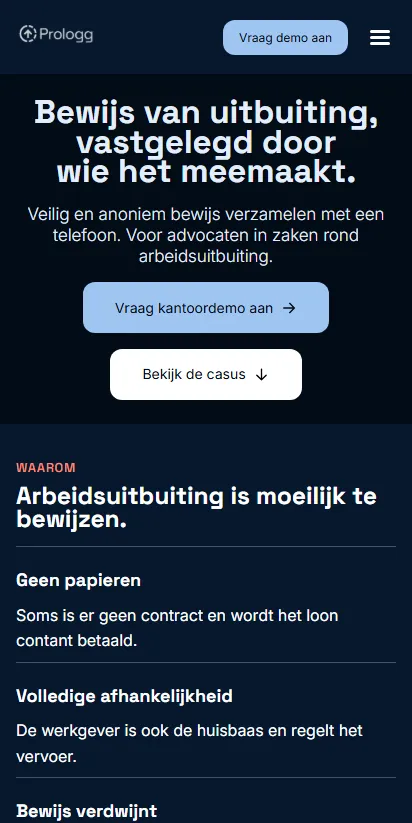 Prologg
Vraag demo aan
Bewijs van uitbuiting,
vastgelegd door
wie het meemaakt.
Veilig en anoniem bewijs verzamelen met een
telefoon. Voor advocaten in zaken rond
arbeidsuitbuiting.
Vraag kantoordemo aan →
Bekijk de casus ↓
WAAROM
Arbeidsuitbuiting is moeilijk te
bewijzen.
Geen papieren
Soms is er geen contract en wordt het loon
contant betaald.
Volledige afhankelijkheid
De werkgever is ook de huisbaas en regelt het
vervoer.
Bewijs verdwijnt